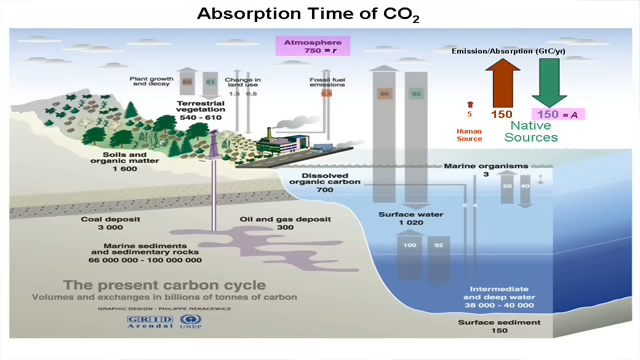 Absorption Time of CO2
Atmosphere
750 = r
Emission/Absorption (GtC/yr)
Plant growth
and decay
Change in
land use
Fossil fuel
emissions
61
1.5
0.5
90
92
5
150
150 = A
Human
Source
Native
Sources
Terrestrial
vegetation
540 - 610
Soils and
organic matter
1 600
Dissolved
organic carbon
700
Marine organisms
3
50
40
Surface water
1 020
Coal deposit
3 000
Oil and gas deposit
300
100
92
Marine sediments
and sedimentary rocks
66 000 000 - 100 000 000
The present carbon cycle
Volumes and exchanges in billions of tonnes of carbon
GRAPHIC DESIGN : PHILIPPE REKACEWICZ
GRID
Arendal
UNEP
Intermediate
and deep water
38 000 - 40 000
Surface sediment
150